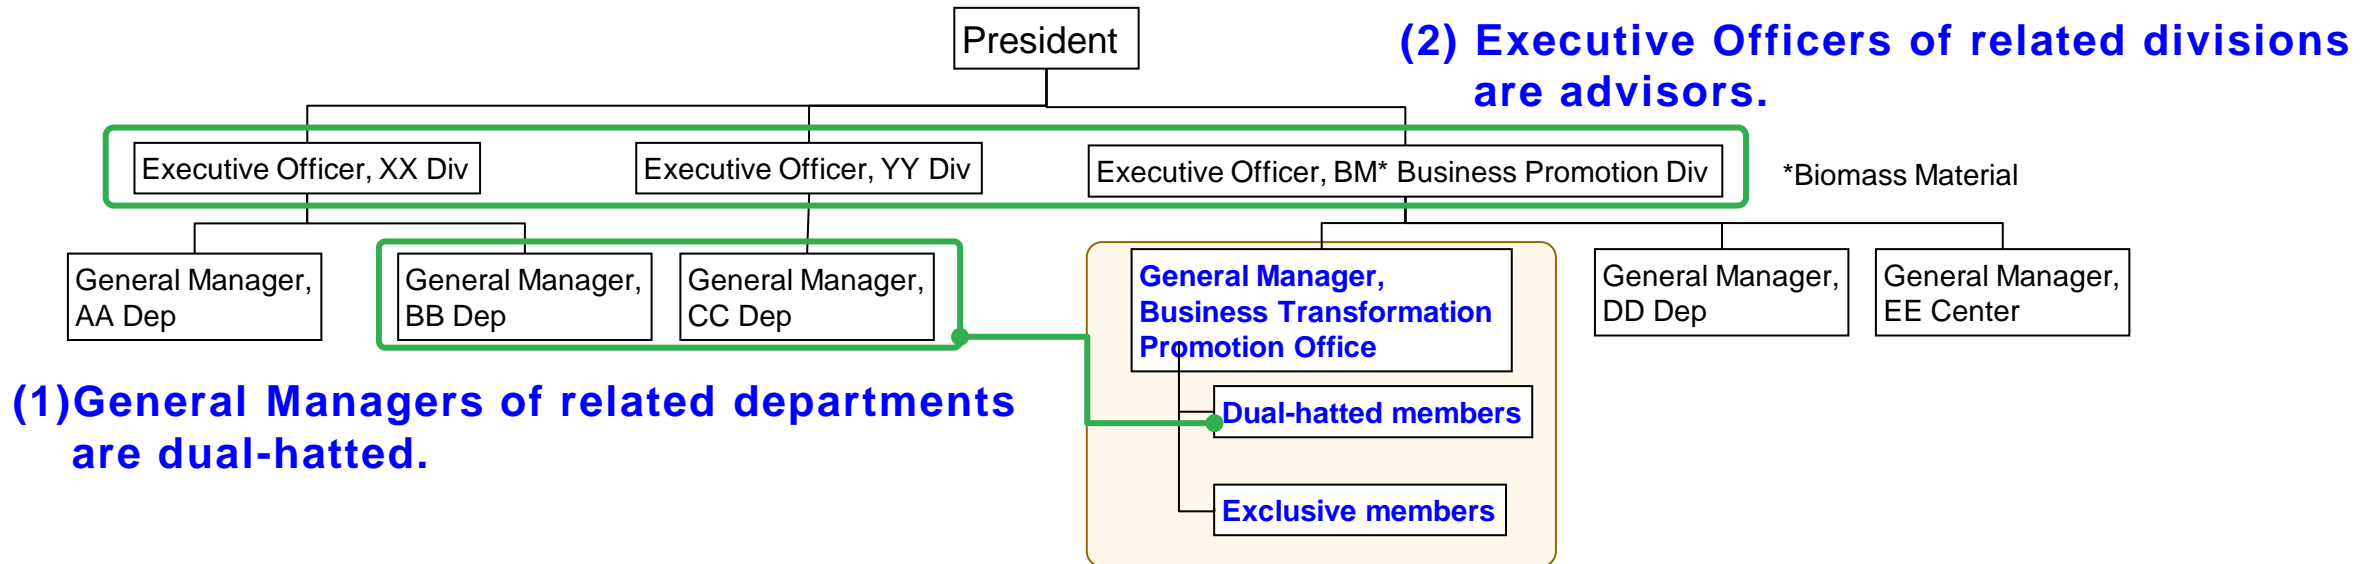 President
(2) Executive Officers of related divisions
are advisors.
Executive Officer, XX Div
Executive Officer, YY Div
Executive Officer, BM* Business Promotion Div
*Biomass Material
General Manager,
AA Dep
General Manager,
BB Dep
General Manager,
CC Dep
General Manager,
Business Transformation
Promotion Office
General Manager,
DD Dep
General Manager,
EE Center
(1)General Managers of related departments
are dual-hatted.
Dual-hatted members
Exclusive members